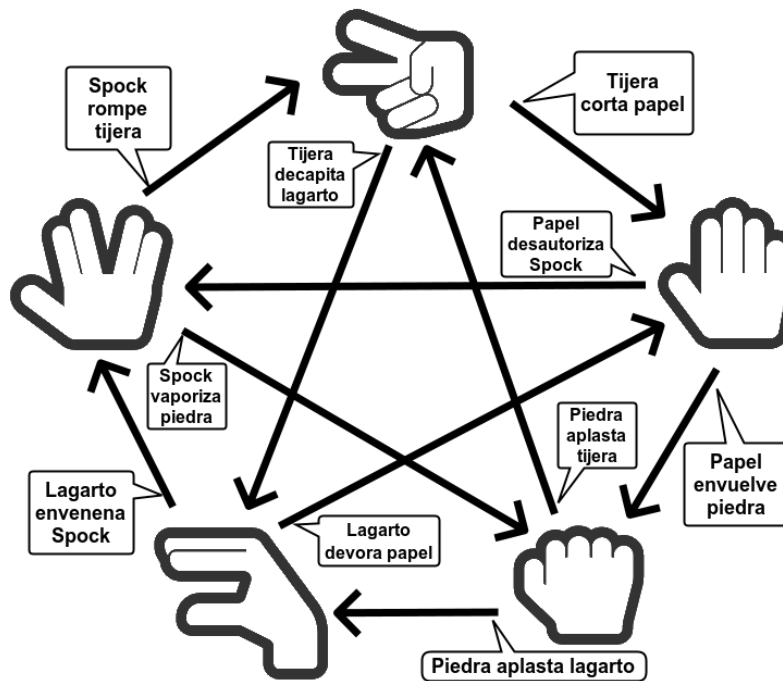 Spock
rompe
tijera
Tijera
corta papel
Tijera
decapita
lagarto
Papel
desautoriza
Spock
Spock
vaporiza
piedra
Piedra
aplasta
tijera
Papel
envuelve
piedra
Lagarto
envenena
Spock
Lagarto
devora papel
Piedra aplasta lagarto